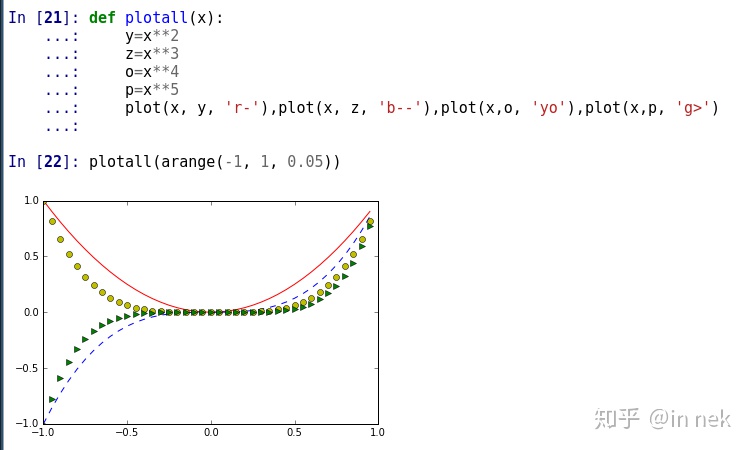 In [21]: def plotall(x):
...:     y=x**2
...:     z=x**3
...:     o=x**4
...:     p=x**5
...:     plot(x, y, 'r-'),plot(x, z, 'b--'),plot(x,o, 'yo'),plot(x,p, 'g>')
...:
In [22]: plotall(arange(-1, 1, 0.05))
1.0
0.5
0.0
−0.5
−1.0
−1.0 −0.5 0.0 0.5 1.0
知乎 @in nek